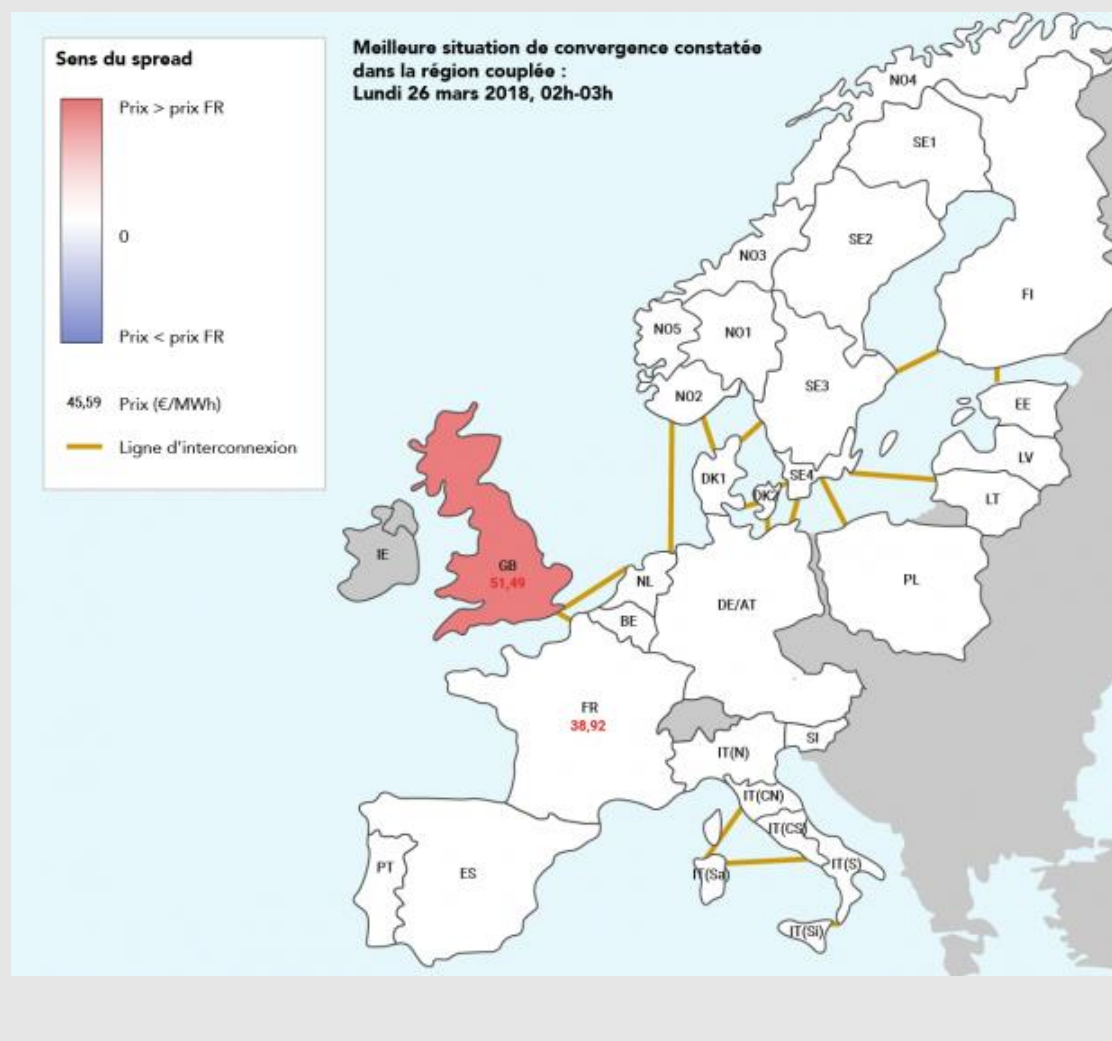 Sens du spread
Prix > prix FR
0
Prix < prix FR
45,59 Prix (€/MWh)
Ligne d'interconnexion
Meilleure situation de convergence constatée
dans la région couplée :
Lundi 26 mars 2018, 02h-03h
NO4
SE1
SE2
NO3
FI
NO5
NO1
SE3
NO2
EE
LV
DK1
SE4
DK2
LT
IE
GB
51,49
NL
PL
DE/AT
BE
FR
38,92
SI
IT(N)
IT(CN)
IT(CS)
IT(S)
PT
ES
IT(Sa)
IT(Si)